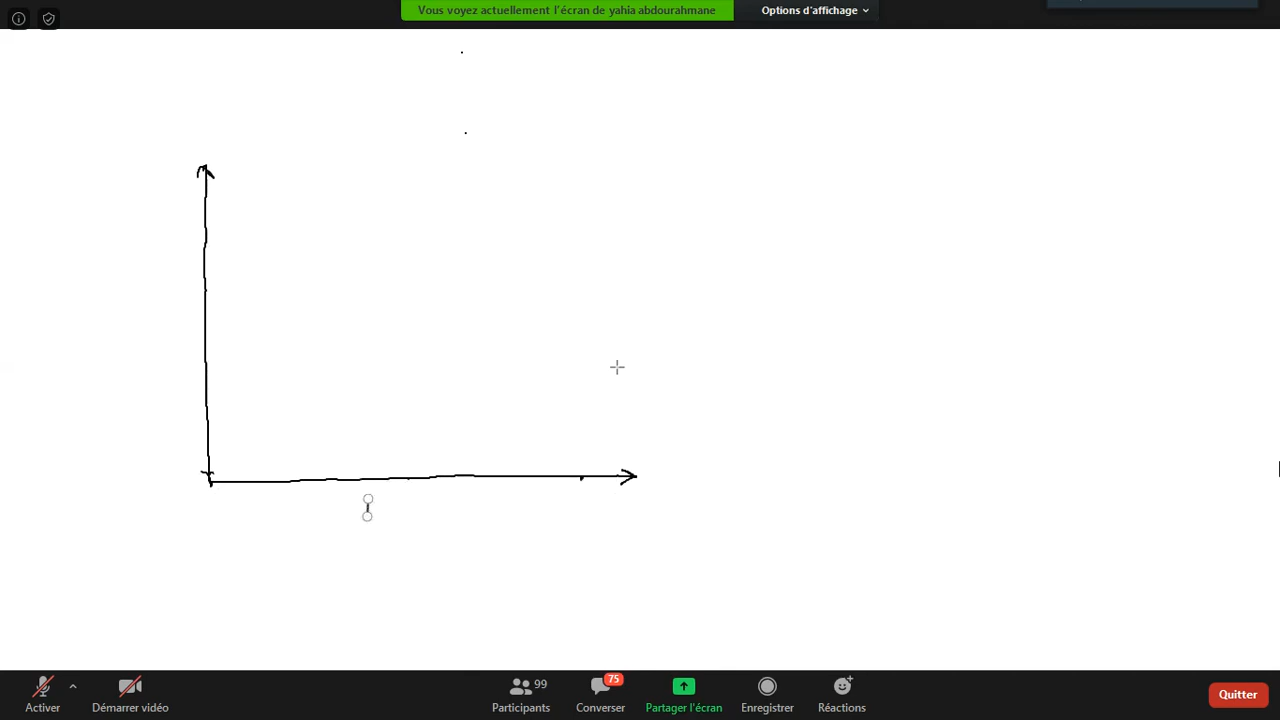 Vous voyez actuellement l'écran de yahia abdourahmane
Options d'affichage
99
75
Activer
Démarrer vidéo
Participants
Converser
Partager l'écran
Enregistrer
Réactions
Quitter